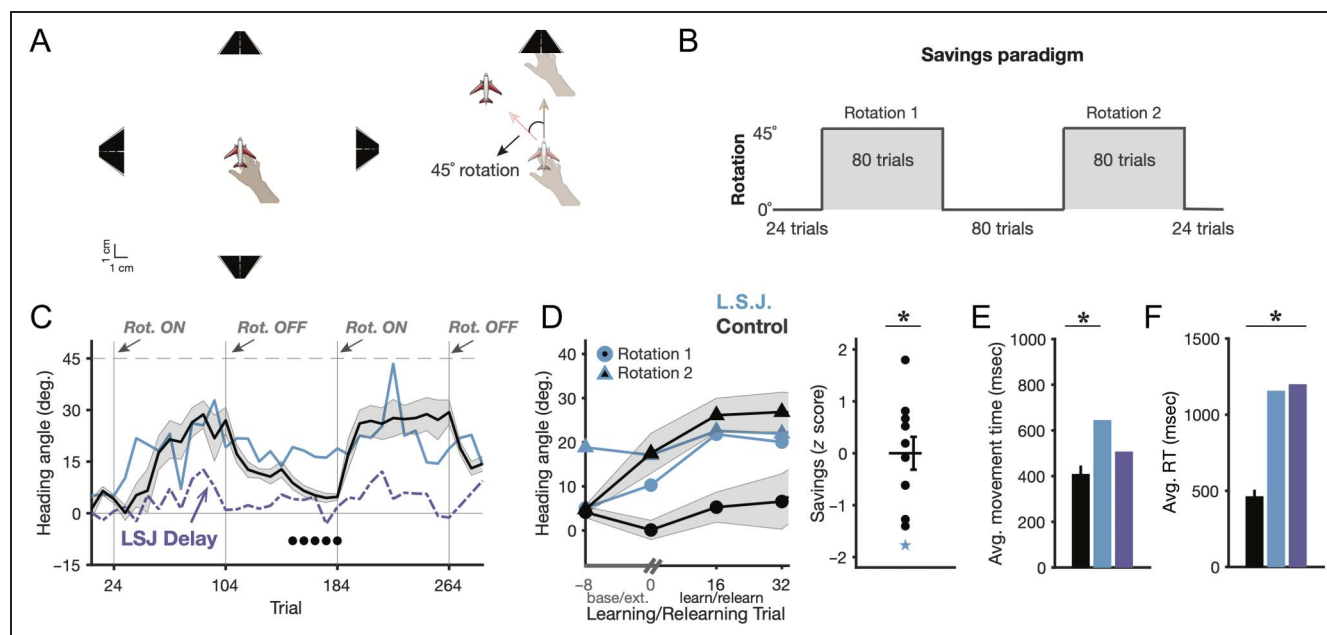 A
45° rotation
1 cm
1 cm
B
Savings paradigm
Rotation 1
Rotation 2
45°
80 trials
80 trials
Rotation
0°
24 trials
80 trials
24 trials
C
Rot. ON
Rot. OFF
Rot. ON
Rot. OFF
45
30
15
0
−15
Heading angle (deg.)
LSJ Delay
24
104
184
264
Trial
D
L.S.J.
Control
Rotation 1
Rotation 2
40
30
20
10
0
Heading angle (deg.)
−8
0
16
32
base/ext.
learn/relearn
Learning/Relearning Trial
*
2
1
0
−1
−2
Savings (z score)
E
*
1000
800
600
400
200
0
Avg. movement time (msec)
F
*
1500
1000
500
0
Avg. RT (msec)